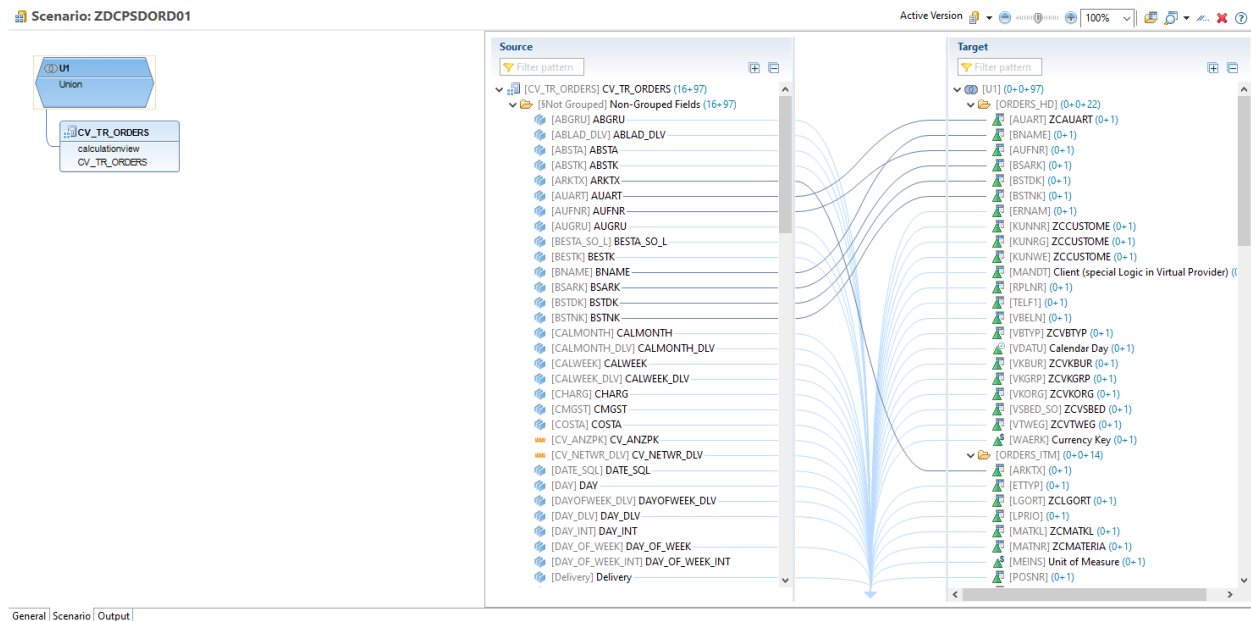 Scenario: ZDCPSDORD01
Active Version
100%
U1
Union
CV_TR_ORDERS
calculationview
CV_TR_ORDERS
Source
Filter pattern
[CV_TR_ORDERS] CV_TR_ORDERS (16+97)
[§Not Grouped] Non-Grouped Fields (16+97)
[ABGRU] ABGRU
[ABLAD_DLV] ABLAD_DLV
[ABSTA] ABSTA
[ABSTK] ABSTK
[ARKTX] ARKTX
[AUART] AUART
[AUFNR] AUFNR
[AUGRU] AUGRU
[BESTA_SO_L] BESTA_SO_L
[BESTK] BESTK
[BNAME] BNAME
[BSARK] BSARK
[BSTDK] BSTDK
[BSTNK] BSTNK
[CALMONTH] CALMONTH
[CALMONTH_DLV] CALMONTH_DLV
[CALWEEK] CALWEEK
[CALWEEK_DLV] CALWEEK_DLV
[CHARG] CHARG
[CMGST] CMGST
[COSTA] COSTA
[CV_ANZPK] CV_ANZPK
[CV_NETWR_DLV] CV_NETWR_DLV
[DATE_SQL] DATE_SQL
[DAY] DAY
[DAYOFWEEK_DLV] DAYOFWEEK_DLV
[DAY_DLV] DAY_DLV
[DAY_INT] DAY_INT
[DAY_OF_WEEK] DAY_OF_WEEK
[DAY_OF_WEEK_INT] DAY_OF_WEEK_INT
[Delivery] Delivery
Target
Filter pattern
[U1] (0+0+97)
[ORDERS_HD] (0+0+22)
[AUART] ZCAUART (0+1)
[BNAME] (0+1)
[AUFNR] (0+1)
[BSARK] (0+1)
[BSTDK] (0+1)
[BSTNK] (0+1)
[ERNAM] (0+1)
[KUNNR] ZCCUSTOME (0+1)
[KUNRG] ZCCUSTOME (0+1)
[KUNWE] ZCCUSTOME (0+1)
[MANDT] Client (special Logic in Virtual Provider) (0
[RPLNR] (0+1)
[TELF1] (0+1)
[VBELN] (0+1)
[VBTYP] ZCVBTYP (0+1)
[VDATU] Calendar Day (0+1)
[VKBUR] ZCVKBUR (0+1)
[VKGRP] ZCVKGRP (0+1)
[VKORG] ZCVKORG (0+1)
[VSBED_SO] ZCVSBED (0+1)
[VTWEG] ZCVTWEG (0+1)
[WAERK] Currency Key (0+1)
[ORDERS_ITM] (0+0+14)
[ARKTX] (0+1)
[ETTYP] (0+1)
[LGORT] ZCLGORT (0+1)
[LPRIO] (0+1)
[MATKL] ZCMATKL (0+1)
[MATNR] ZCMATERIA (0+1)
[MEINS] Unit of Measure (0+1)
[POSNR] (0+1)
General Scenario Output